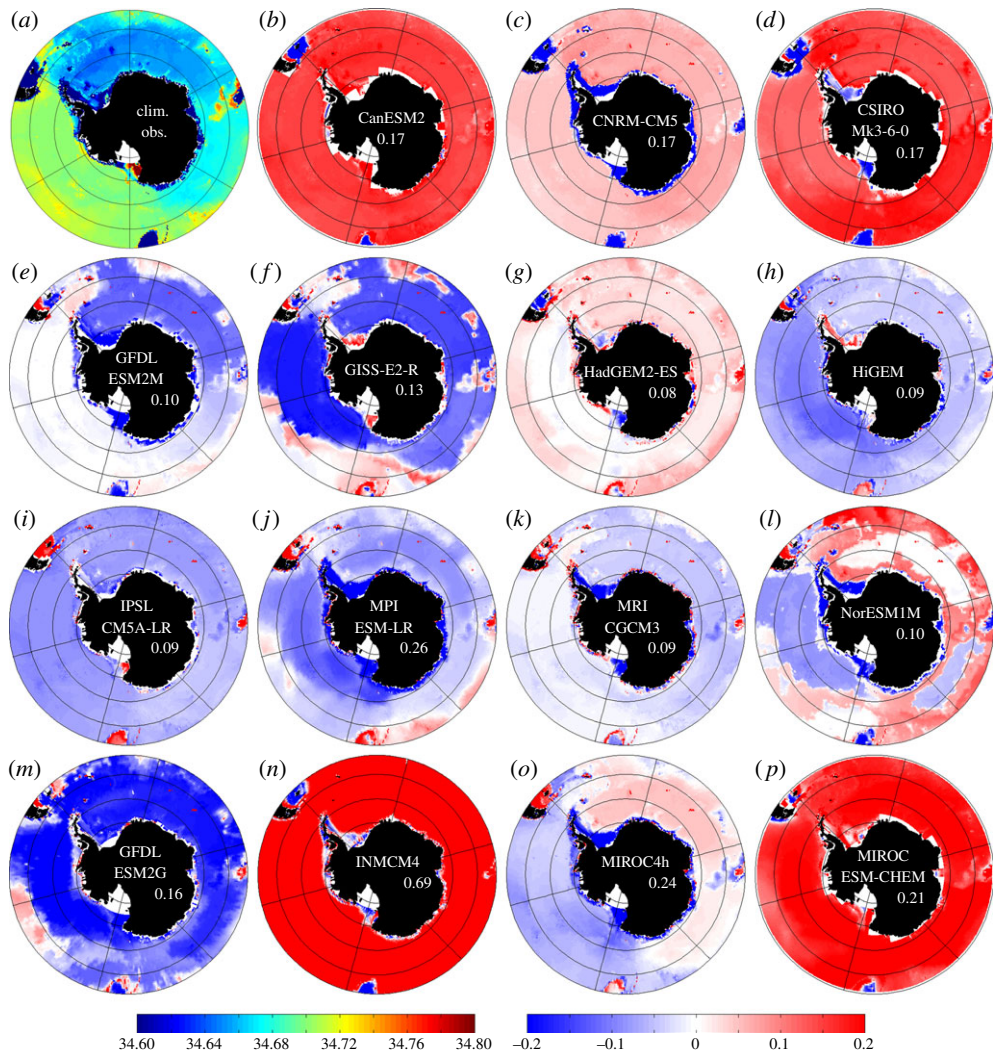 (a)
clim.
obs.
(b)
CanESM2
0.17
(c)
CNRM-CM5
0.17
(d)
CSIRO
Mk3-6-0
0.17
(e)
GFDL
ESM2M
0.10
(f)
GISS-E2-R
0.13
(g)
HadGEM2-ES
0.08
(h)
HiGEM
0.09
(i)
IPSL
CM5A-LR
0.09
(j)
MPI
ESM-LR
0.26
(k)
MRI
CGCM3
0.09
(l)
NorESM1M
0.10
(m)
GFDL
ESM2G
0.16
(n)
INMCM4
0.69
(o)
MIROC4h
0.24
(p)
MIROC
ESM-CHEM
0.21
34.60 34.64 34.68 34.72 34.76 34.80
−0.2 −0.1 0 0.1 0.2